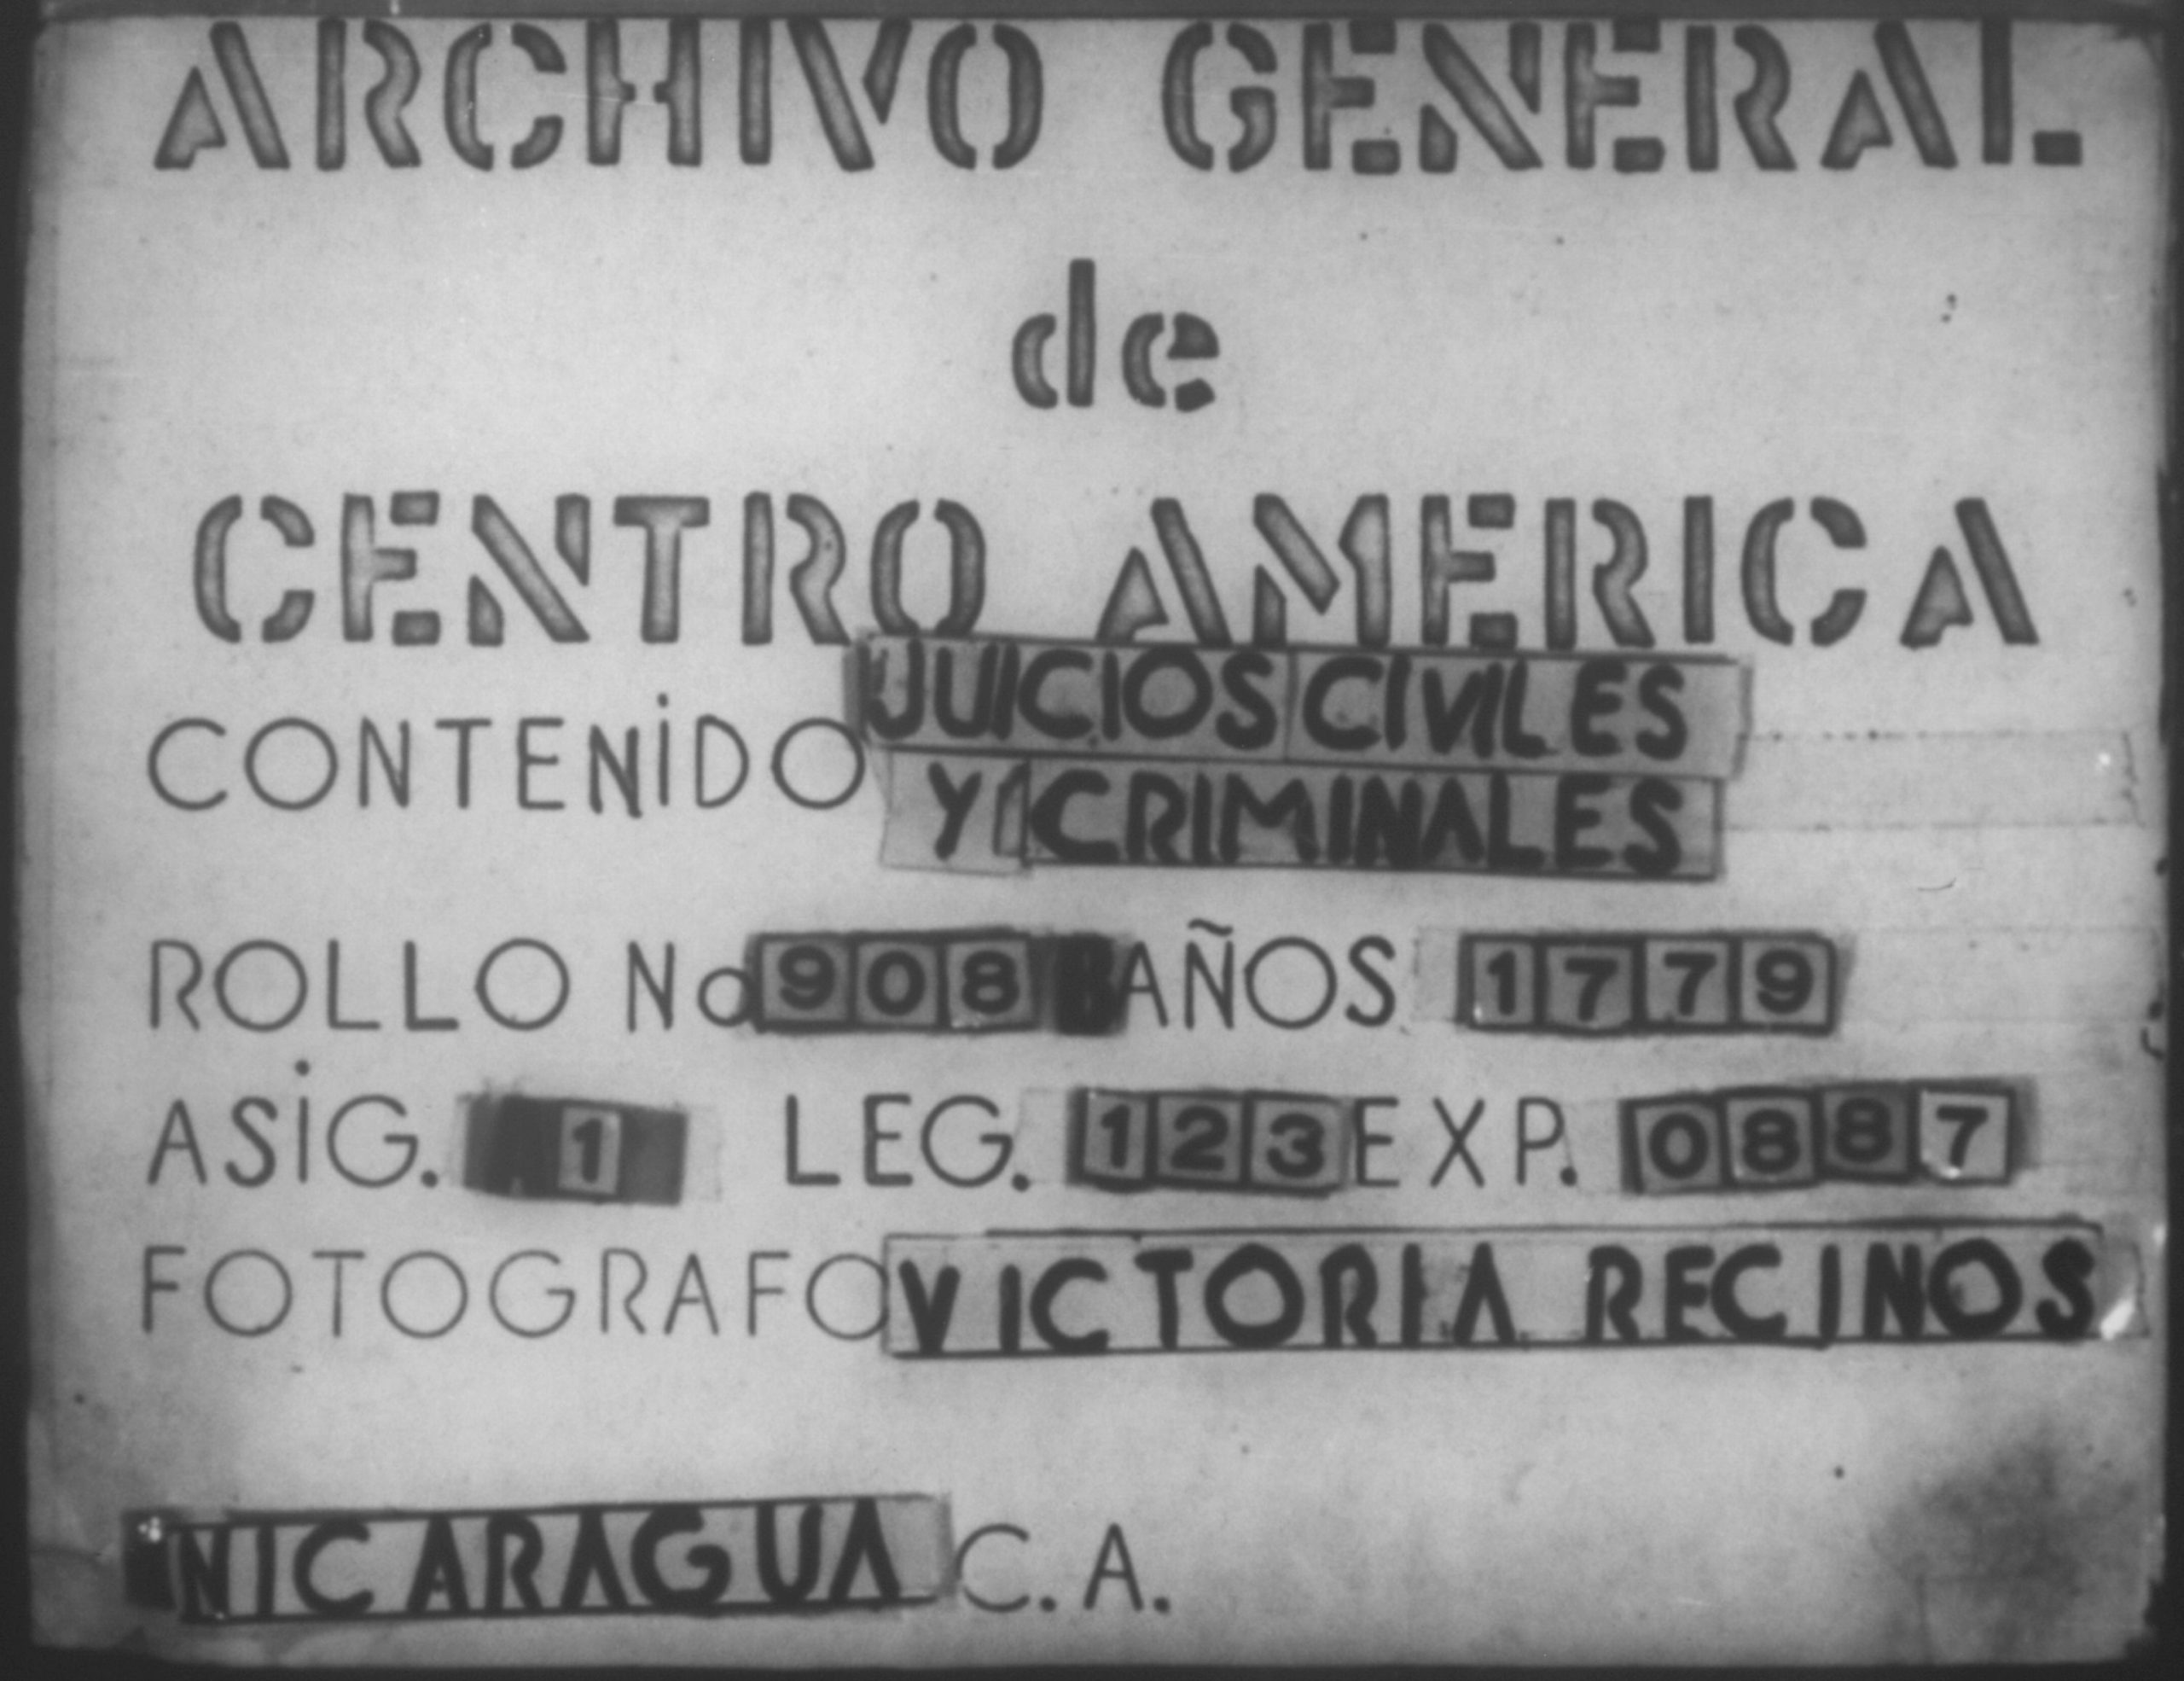 ARCHIVO GENERAL
de
CENTRO AMERICA
CONTENIDO JUICIOS CIVILES
Y CRIMINALES
ROLLO No 908 AÑOS 1779
ASIG. 1 LEG. 123 EXP. 0887
FOTOGRAFO VICTORIA RECINOS
NICARAGUA C.A.